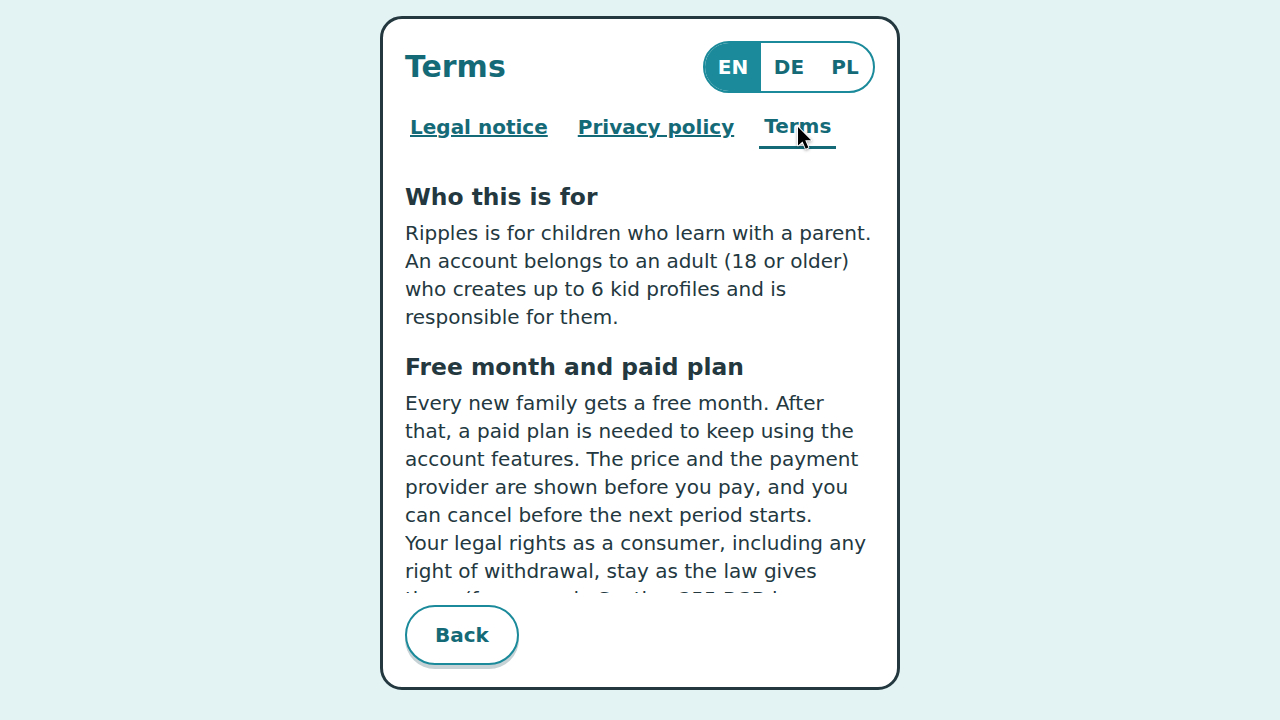 Terms
EN DE PL
Legal notice Privacy policy Terms
Who this is for
Ripples is for children who learn with a parent.
An account belongs to an adult (18 or older)
who creates up to 6 kid profiles and is
responsible for them.
Free month and paid plan
Every new family gets a free month. After
that, a paid plan is needed to keep using the
account features. The price and the payment
provider are shown before you pay, and you
can cancel before the next period starts.
Your legal rights as a consumer, including any
right of withdrawal, stay as the law gives
Back